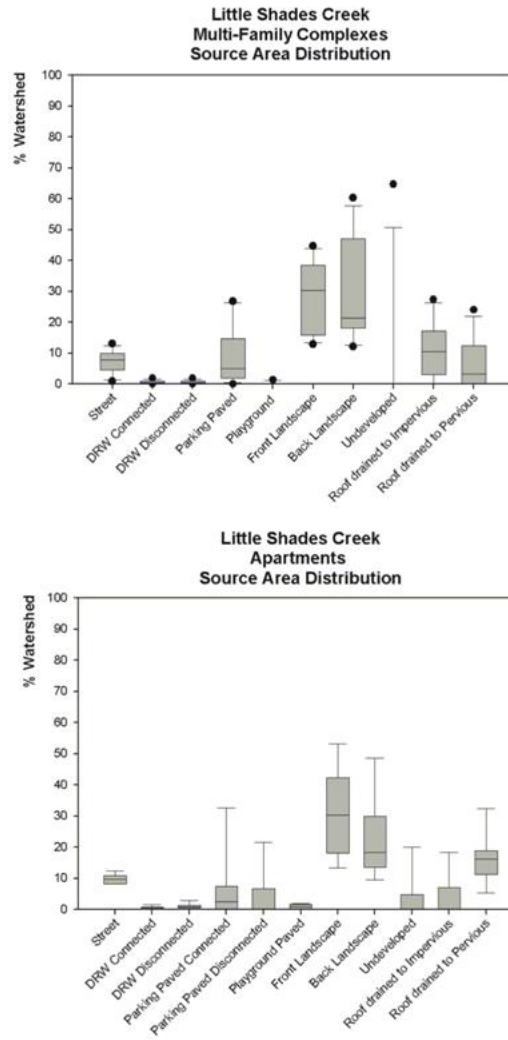 Little Shades Creek
Multi-Family Complexes
Source Area Distribution
% Watershed
100
90
80
70
60
50
40
30
20
10
0
Street
DRW Connected
DRW Disconnected
Parking Paved
Playground
Front Landscape
Back Landscape
Undeveloped
Roof drained to Impervious
Roof drained to Pervious
Little Shades Creek
Apartments
Source Area Distribution
% Watershed
100
90
80
70
60
50
40
30
20
10
0
Street
DRW Connected
DRW Disconnected
Parking Paved Connected
Parking Paved Disconnected
Playground Paved
Front Landscape
Back Landscape
Undeveloped
Roof drained to Impervious
Roof drained to Pervious